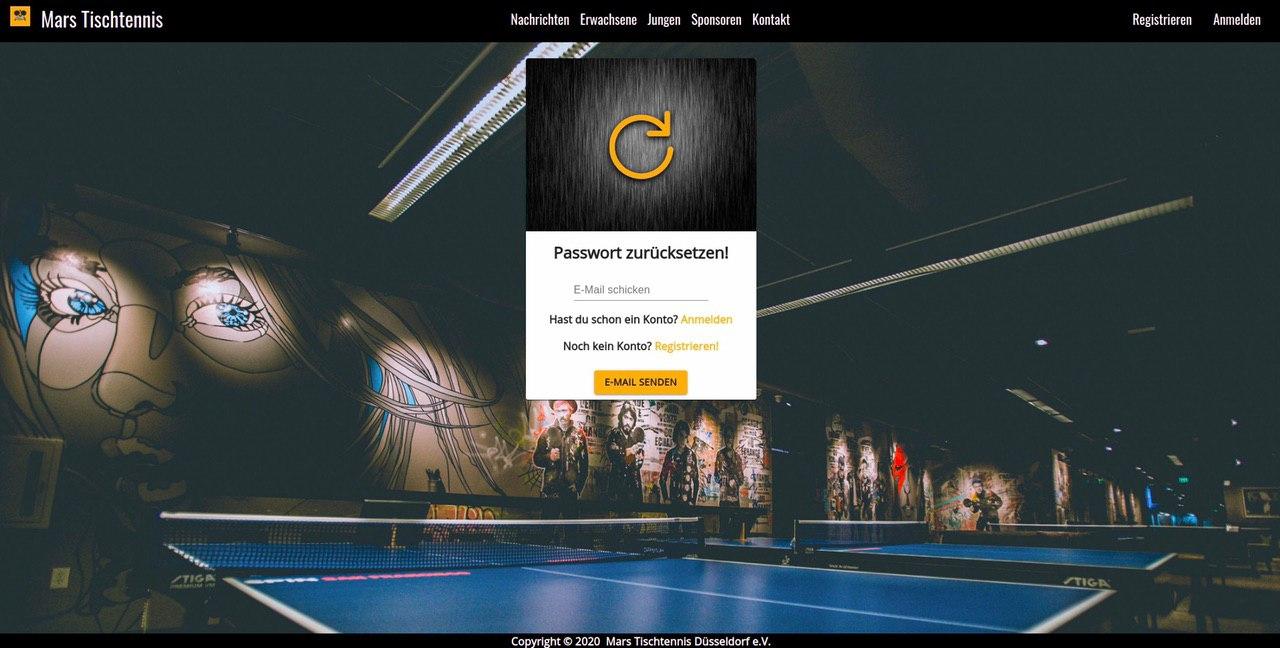 Mars Tischtennis
Nachrichten Erwachsene Jungen Sponsoren Kontakt
Registrieren Anmelden
Passwort zurücksetzen!
E-Mail schicken
Hast du schon ein Konto? Anmelden
Noch kein Konto? Registrieren!
E-MAIL SENDEN
STIGA
STIGA
Copyright © 2020 Mars Tischtennis Düsseldorf e.V.